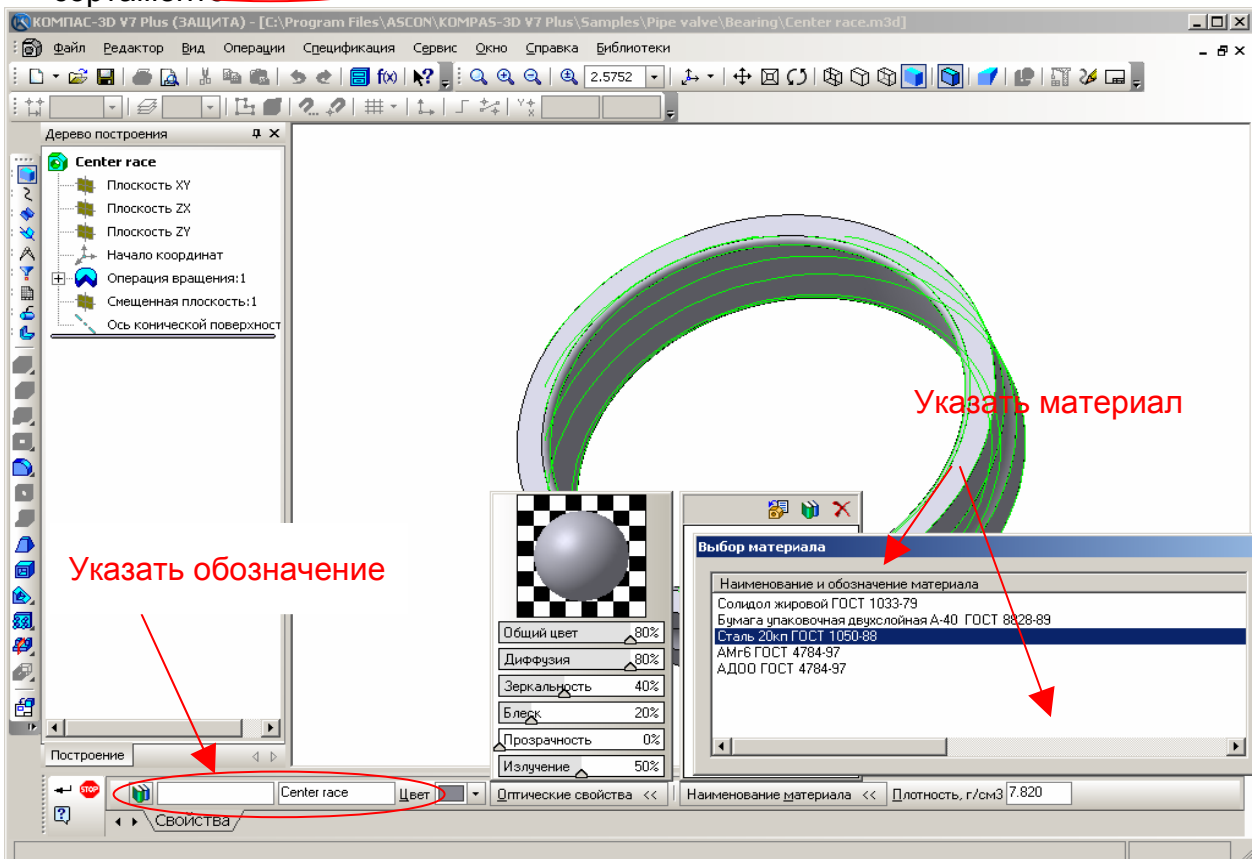 сортаменте
КОМПАС-3D V7 Plus (ЗАЩИТА) - [C:\Program Files\ASCON\KOMPAS-3D V7 Plus\Samples\Pipe valve\Bearing\Center race.m3d]
Файл Редактор Вид Операции Спецификация Сервис Окно Справка Библиотеки
2.5752
Дерево построения
Center race
Плоскость XY
Плоскость ZX
Плоскость ZY
Начало координат
Операция вращения:1
Смещенная плоскость:1
Ось конической поверхност
Указать материал
Указать обозначение
Выбор материала
Наименование и обозначение материала
Солидол жировой ГОСТ 1033-79
Бумага упаковочная двухслойная А-40 ГОСТ 8828-89
Сталь 20кп ГОСТ 1050-88
АМг6 ГОСТ 4784-97
АД00 ГОСТ 4784-97
Общий цвет 80%
Диффузия 80%
Зеркальность 40%
Блеск 20%
Прозрачность 0%
Излучение 50%
Построение
STOP
Center race Цвет Оптические свойства << Наименование материала << Плотность, г/см3 7.820
Свойства